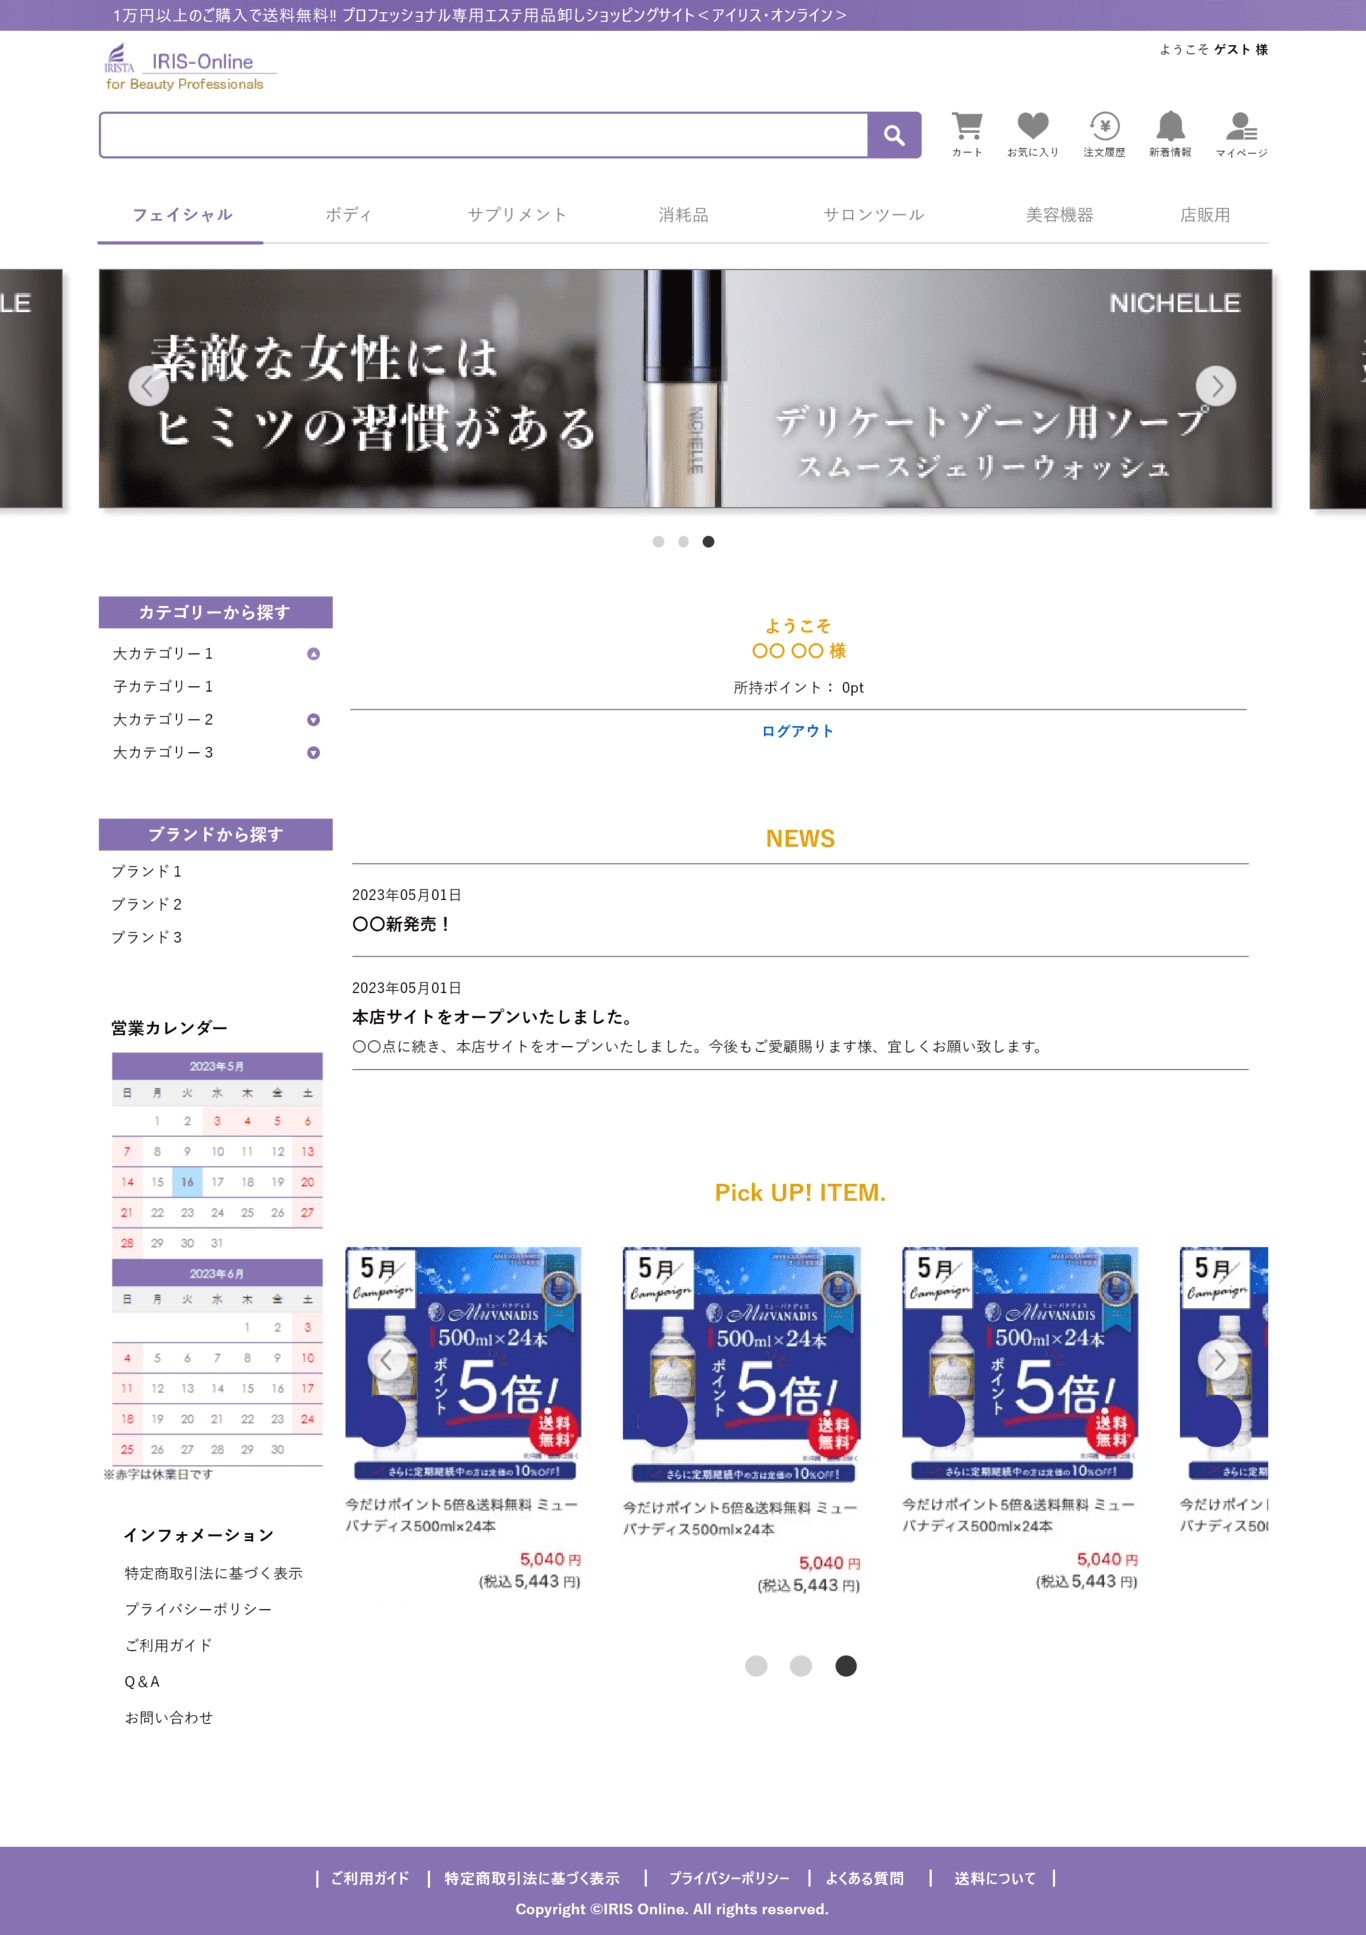 1万円以上のご購入で送料無料!! プロフェッショナル専用エステ用品卸しショッピングサイト＜アイリス・オンライン＞
IRISTA IRIS-Online
for Beauty Professionals
ようこそ ゲスト 様
カート お気に入り 注文履歴 新着情報 マイページ
フェイシャル ボディ サプリメント 消耗品 サロンツール 美容機器 店販用
LE
素敵な女性には
ヒミツの習慣がある
NICHELLE
NICHELLE
デリケートゾーン用ソープ
スムースジェリーウォッシュ
カテゴリーから探す
大カテゴリー１
子カテゴリー１
大カテゴリー２
大カテゴリー３
ようこそ
〇〇 〇〇 様
所持ポイント： 0pt
ログアウト
ブランドから探す
ブランド１
ブランド２
ブランド３
NEWS
2023年05月01日
〇〇新発売！
2023年05月01日
本店サイトをオープンいたしました。
〇〇点に続き、本店サイトをオープンいたしました。今後もご愛顧賜ります様、宜しくお願い致します。
営業カレンダー
2023年5月
日 月 火 水 木 金 土
1 2 3 4 5 6
7 8 9 10 11 12 13
14 15 16 17 18 19 20
21 22 23 24 25 26 27
28 29 30 31
2023年6月
日 月 火 水 木 金 土
1 2 3
4 5 6 7 8 9 10
11 12 13 14 15 16 17
18 19 20 21 22 23 24
25 26 27 28 29 30
※赤字は休業日です
インフォメーション
特定商取引法に基づく表示
プライバシーポリシー
ご利用ガイド
Q＆A
お問い合わせ
Pick UP! ITEM.
5月
Campaign
ミューバナディス
MUVANADIS
500ml×24本
ポイント
5倍!
送料
無料
さらに定期継続中の方は定価の10%OFF!
今だけポイント5倍&送料無料 ミュー
バナディス500ml×24本
5,040 円
(税込 5,443 円)
5月
Campaign
ミューバナディス
MUVANADIS
500ml×24本
ポイント
5倍!
送料
無料
さらに定期継続中の方は定価の10%OFF!
今だけポイント5倍&送料無料 ミュー
バナディス500ml×24本
5,040 円
(税込 5,443 円)
5月
Campaign
ミューバナディス
MUVANADIS
500ml×24本
ポイント
5倍!
送料
無料
さらに定期継続中の方は定価の10%OFF!
今だけポイント5倍&送料無料 ミュー
バナディス500ml×24本
5,040 円
(税込 5,443 円)
5月
Campaign
ポイント
さらに定期
今だけポイン
バナディス50
| ご利用ガイド | 特定商取引法に基づく表示 | プライバシーポリシー | よくある質問 | 送料について |
Copyright ©IRIS Online. All rights reserved.